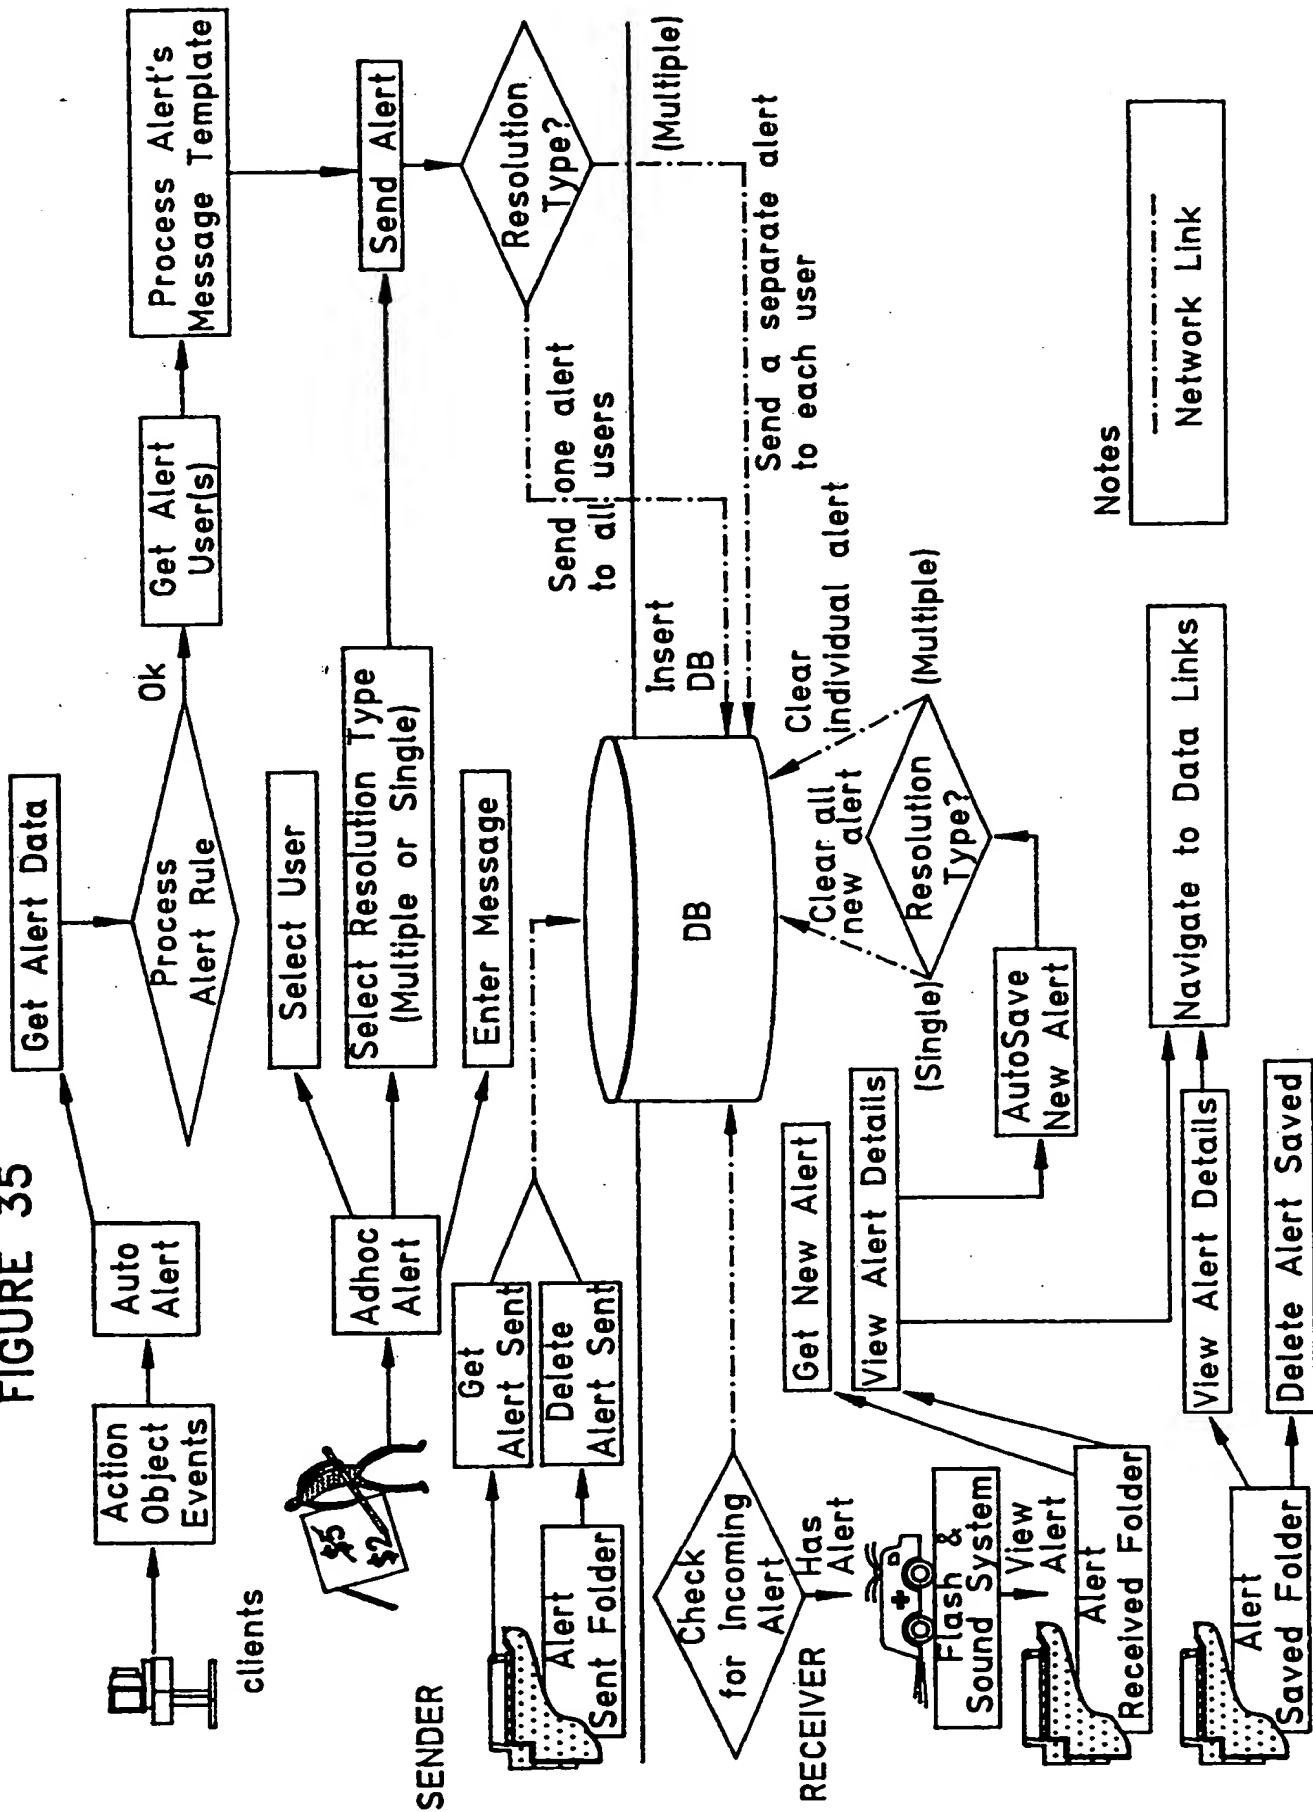 FIGURE 35
clients
Action
Object
Events
Auto
Alert
Get Alert Data
Process
Alert Rule
Ok
Get Alert
User(s)
Process Alert's
Message Template
$5
$2
Adhoc
Alert
Select User
Select Resolution Type
(Multiple or Single)
Enter Message
Send Alert
Resolution
Type?
(Multiple)
Send one alert
to all users
Send a separate alert
to each user
SENDER
Alert
Sent Folder
Get
Alert Sent
Delete
Alert Sent
DB
Insert
DB
RECEIVER
Check
for Incoming
Alert
Has
Alert
Flash &
Sound System
View
Alert
Alert
Received Folder
Get New Alert
View Alert Details
AutoSave
New Alert
Resolution
Type?
(Single)
Clear all
new alert
(Multiple)
Clear
individual alert
Alert
Saved Folder
View Alert Details
Delete Alert Saved
Navigate to Data Links
Notes
Network Link